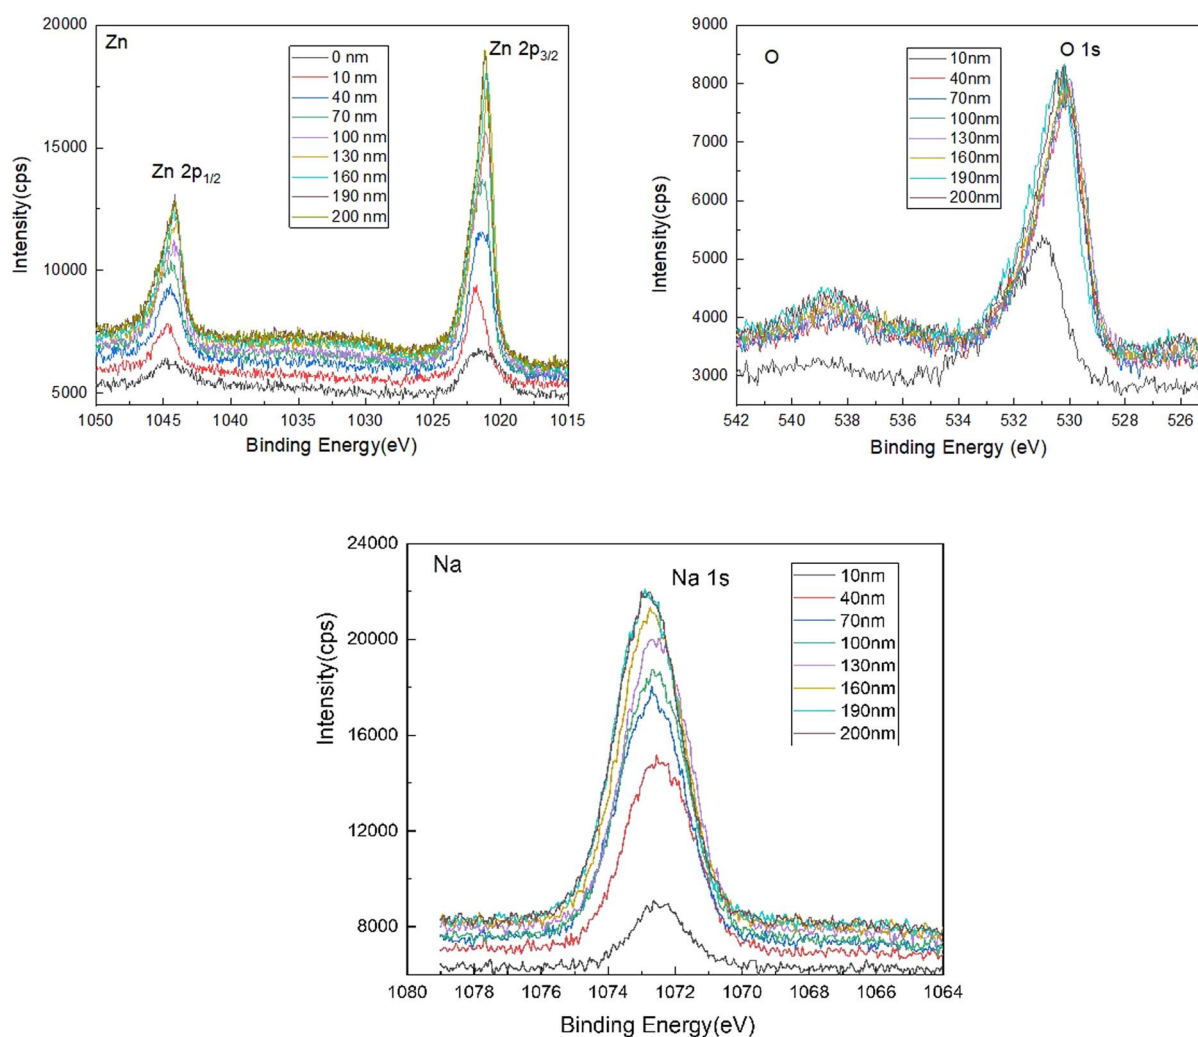 Zn
Zn 2p3/2
Zn 2p1/2
0 nm
10 nm
40 nm
70 nm
100 nm
130 nm
160 nm
190 nm
200 nm
Intensity(cps)
20000
15000
10000
5000
1050 1045 1040 1035 1030 1025 1020 1015
Binding Energy(eV)
O
O 1s
10nm
40nm
70nm
100nm
130nm
160nm
190nm
200nm
Intensity(cps)
9000
8000
7000
6000
5000
4000
3000
542 540 538 536 534 532 530 528 526
Binding Energy (eV)
Na
Na 1s
10nm
40nm
70nm
100nm
130nm
160nm
190nm
200nm
Intensity(cps)
24000
20000
16000
12000
8000
1080 1078 1076 1074 1072 1070 1068 1066 1064
Binding Energy(eV)